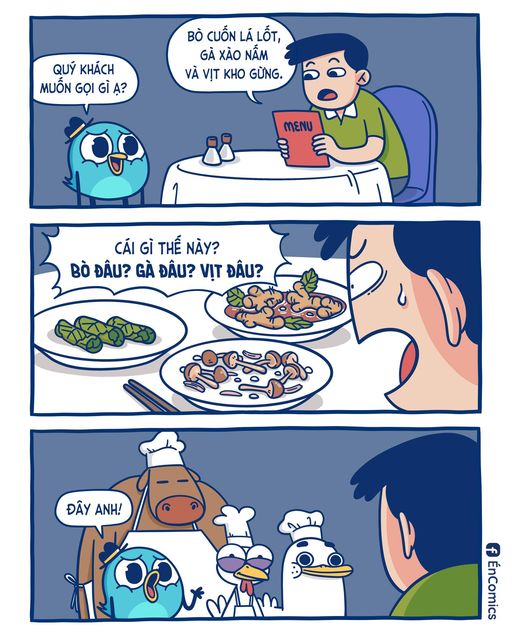 QUÝ KHÁCH
MUỐN GỌI GÌ Ạ?
BÒ CUỐN LÁ LỐT,
GÀ XÀO NẤM
VÀ VỊT KHO GỪNG.
MENU
CÁI GÌ THẾ NÀY?
BÒ ĐÂU? GÀ ĐÂU? VỊT ĐÂU?
ĐÂY ANH!
ÉnComics